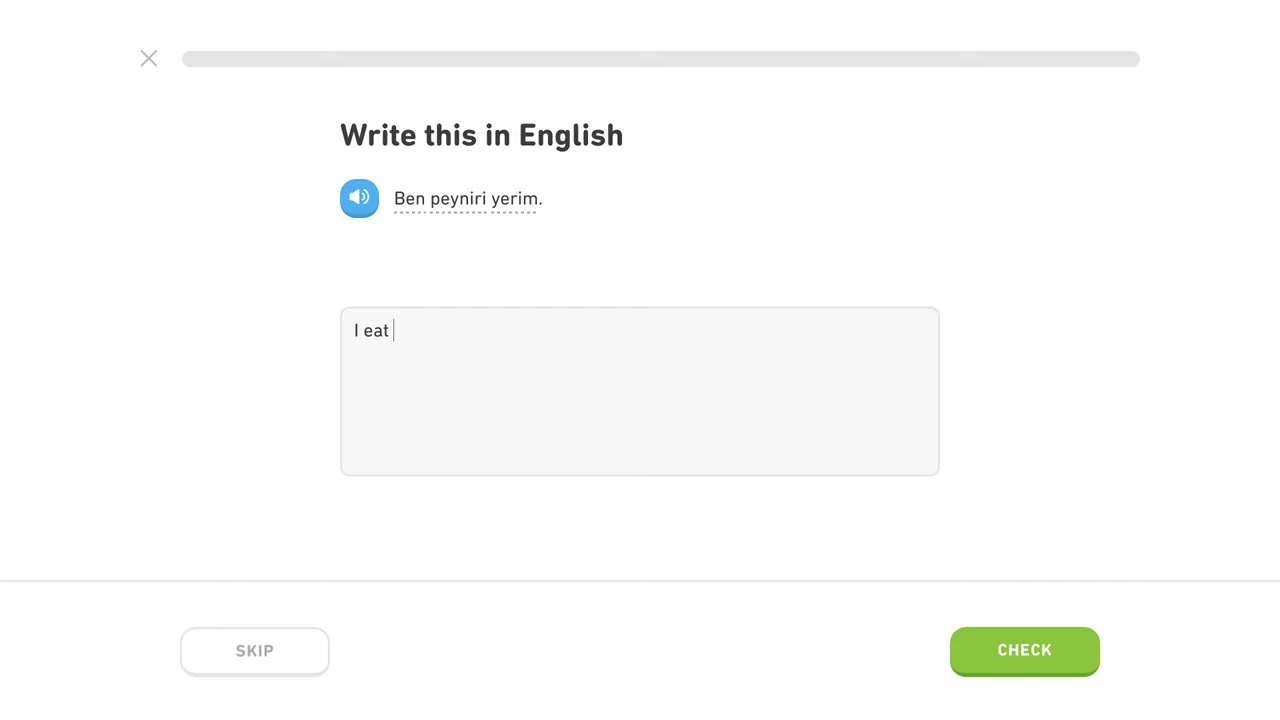 Write this in English
Ben peyniri yerim.
I eat
SKIP
CHECK